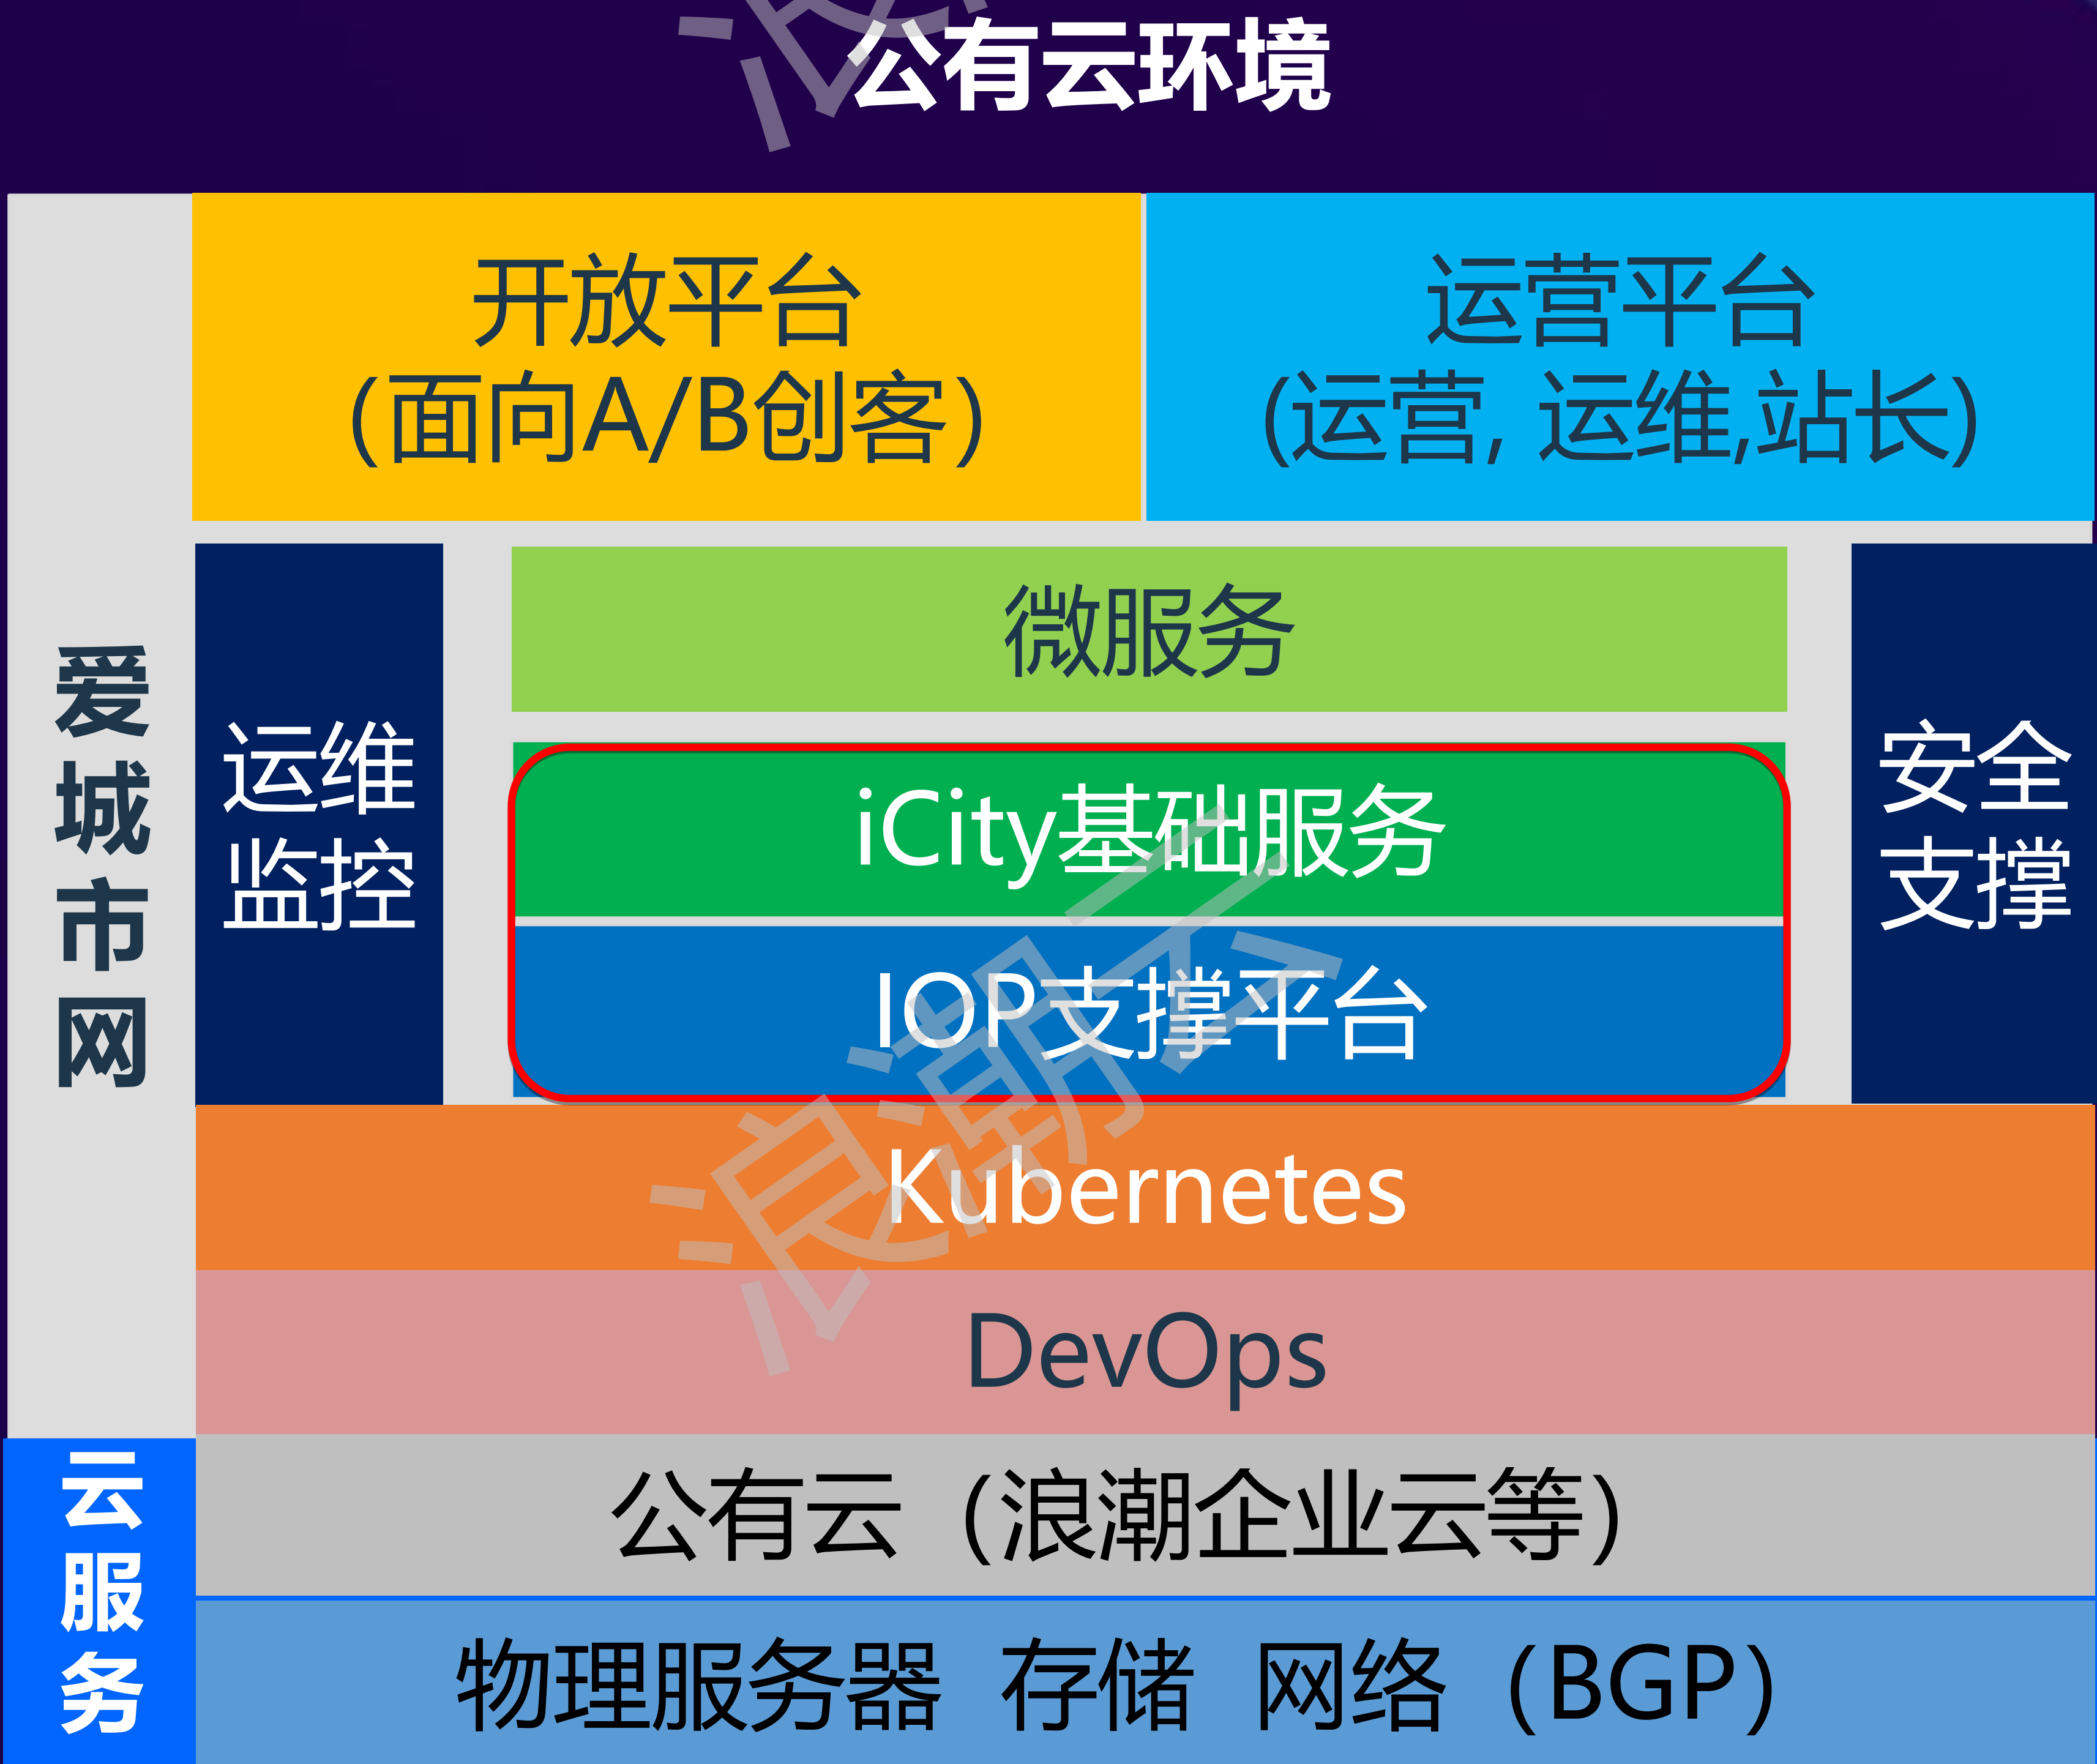 公有云环境
开放平台
（面向A/B创客）
运营平台
(运营, 运维,站长)
爱城市网
运维
监控
微服务
iCity基础服务
IOP支撑平台
安全
支撑
Kubernetes
DevOps
云服务
公有云（浪潮企业云等）
物理服务器 存储 网络（BGP）
浪潮云
浪